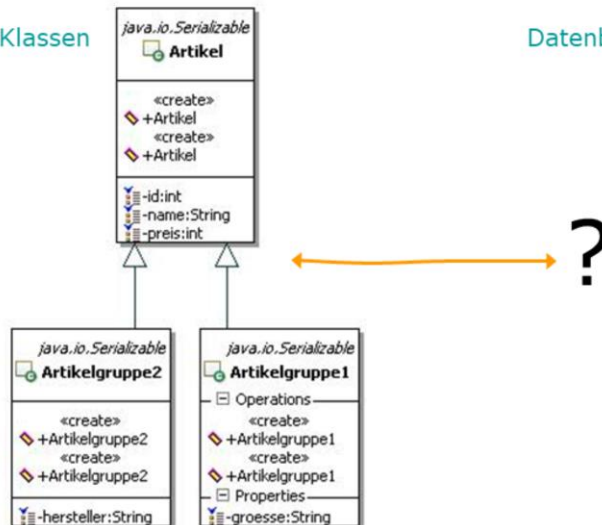 Klassen
java.io.Serializable
Artikel
«create»
+Artikel
«create»
+Artikel
-id:int
-name:String
-preis:int
?
java.io.Serializable
Artikelgruppe2
«create»
+Artikelgruppe2
«create»
+Artikelgruppe2
-hersteller:String
java.io.Serializable
Artikelgruppe1
Operations
«create»
+Artikelgruppe1
«create»
+Artikelgruppe1
Properties
-groesse:String